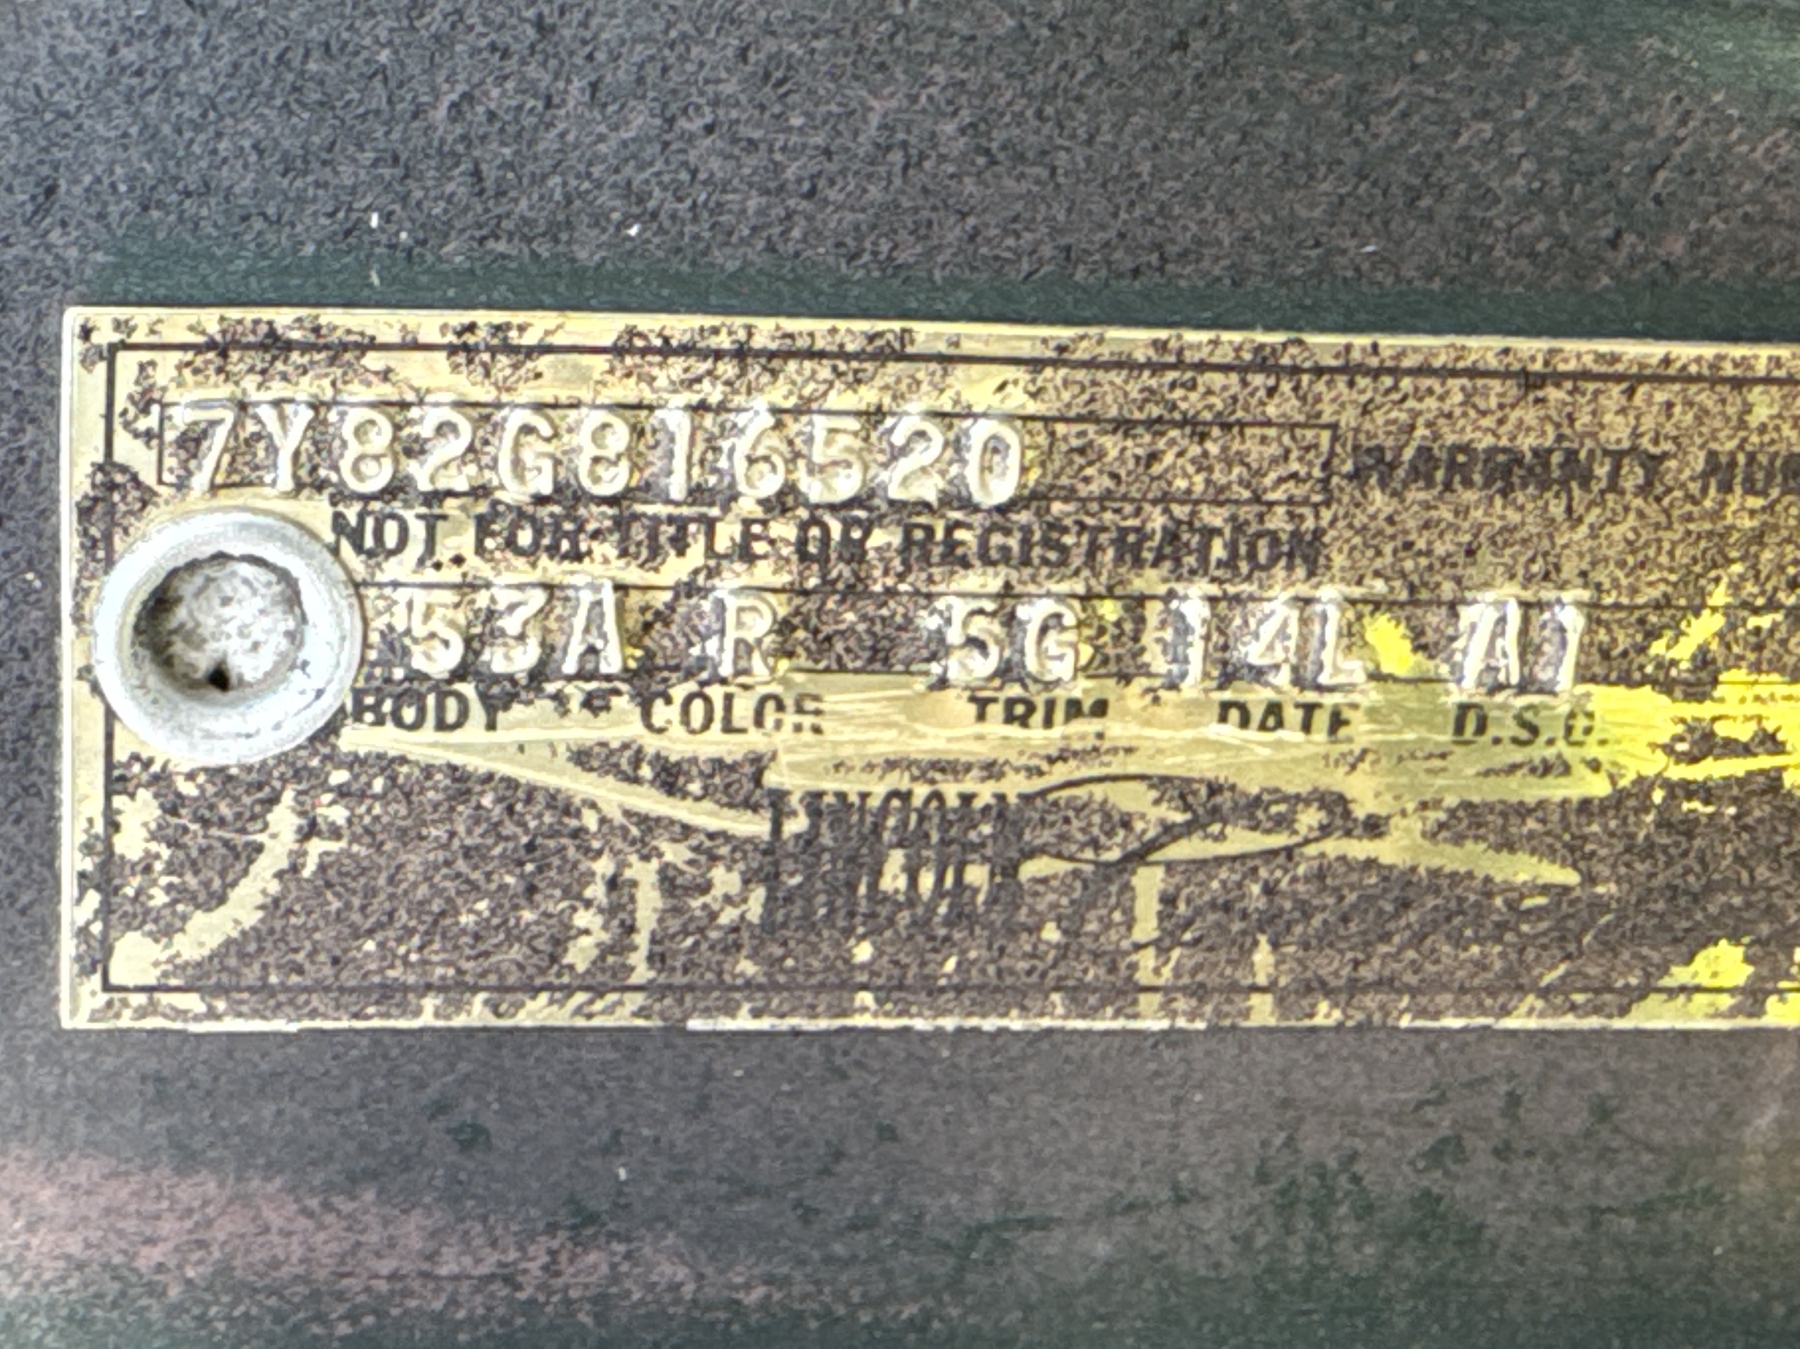 7Y82G816520
WARRANTY
NOT FOR TITLE OR REGISTRATION
53A R 5G 14L A1
BODY COLOR TRIM DATE D.S.O.
LINCOLN